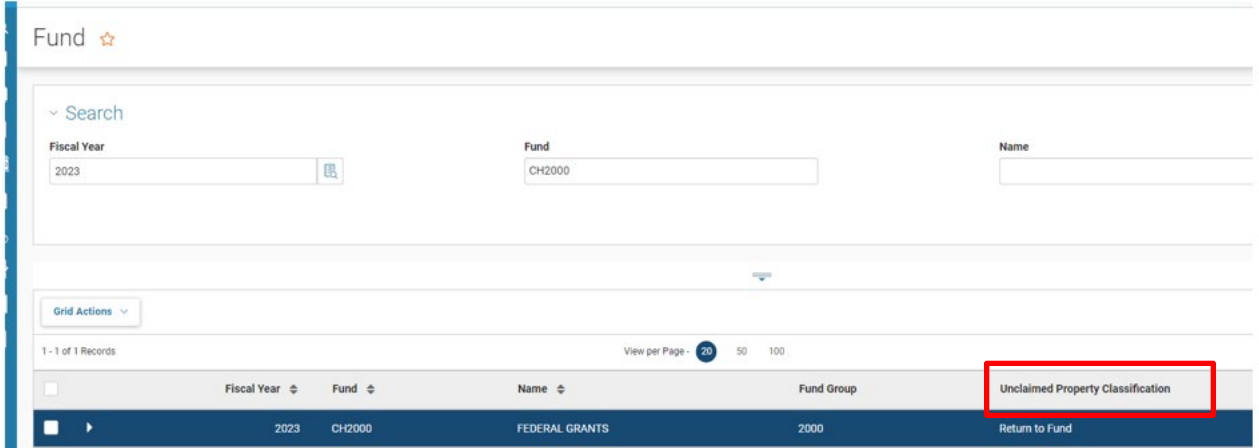 Fund
Search
Fiscal Year Fund Name
2023 CH2000
Grid Actions
1 - 1 of 1 Records View per Page - 20 50 100
Fiscal Year Fund Name Fund Group Unclaimed Property Classification
2023 CH2000 FEDERAL GRANTS 2000 Return to Fund